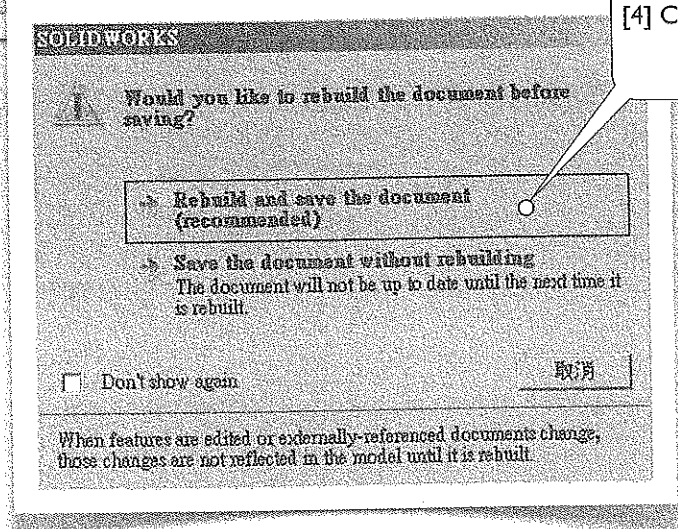 [4] C
SOLIDWORKS
Would you like to rebuild the document before
saving?
Rebuild and save the document
(recommended)
Save the document without rebuilding
The document will not be up to date until the next time it
is rebuilt.
Don't show again
取消
When features are edited or externally-referenced documents change,
those changes are not reflected in the model until it is rebuilt.